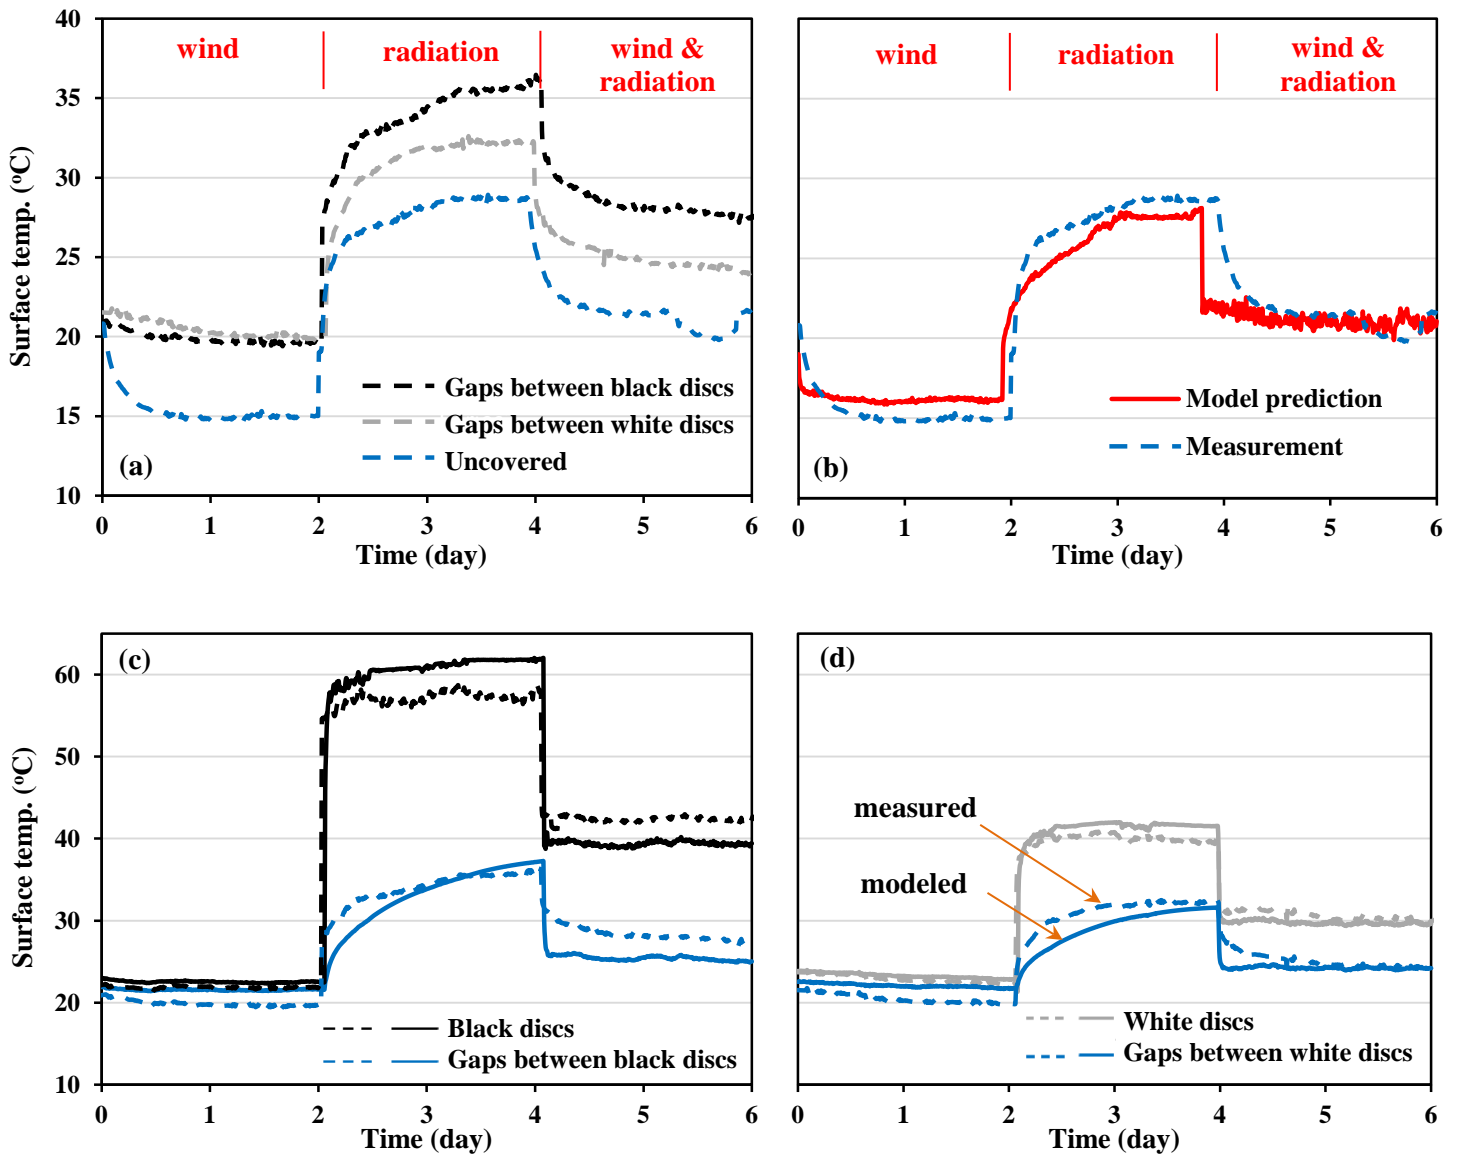 40
35
30
25
20
15
10
Surface temp. (ºC)
wind
radiation
wind &
radiation
Gaps between black discs
Gaps between white discs
Uncovered
(a)
0 1 2 3 4 5 6
Time (day)
wind
radiation
wind &
radiation
Model prediction
Measurement
(b)
0 1 2 3 4 5 6
Time (day)
60
50
40
30
20
10
Surface temp. (ºC)
(c)
Black discs
Gaps between black discs
0 1 2 3 4 5 6
Time (day)
(d)
measured
modeled
White discs
Gaps between white discs
0 1 2 3 4 5 6
Time (day)